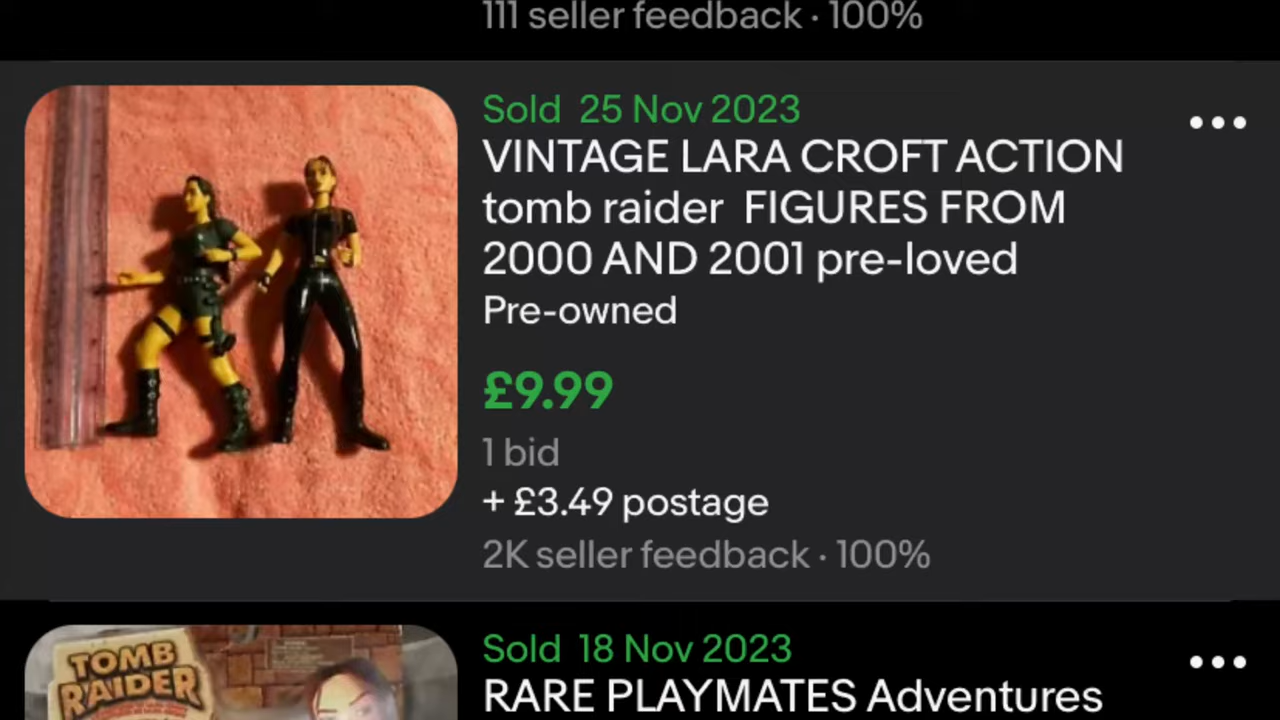 111 seller feedback · 100%
Sold 25 Nov 2023
VINTAGE LARA CROFT ACTION
tomb raider FIGURES FROM
2000 AND 2001 pre-loved
Pre-owned
£9.99
1 bid
+ £3.49 postage
2K seller feedback · 100%
Sold 18 Nov 2023
RARE PLAYMATES Adventures
TOMB
RAIDER